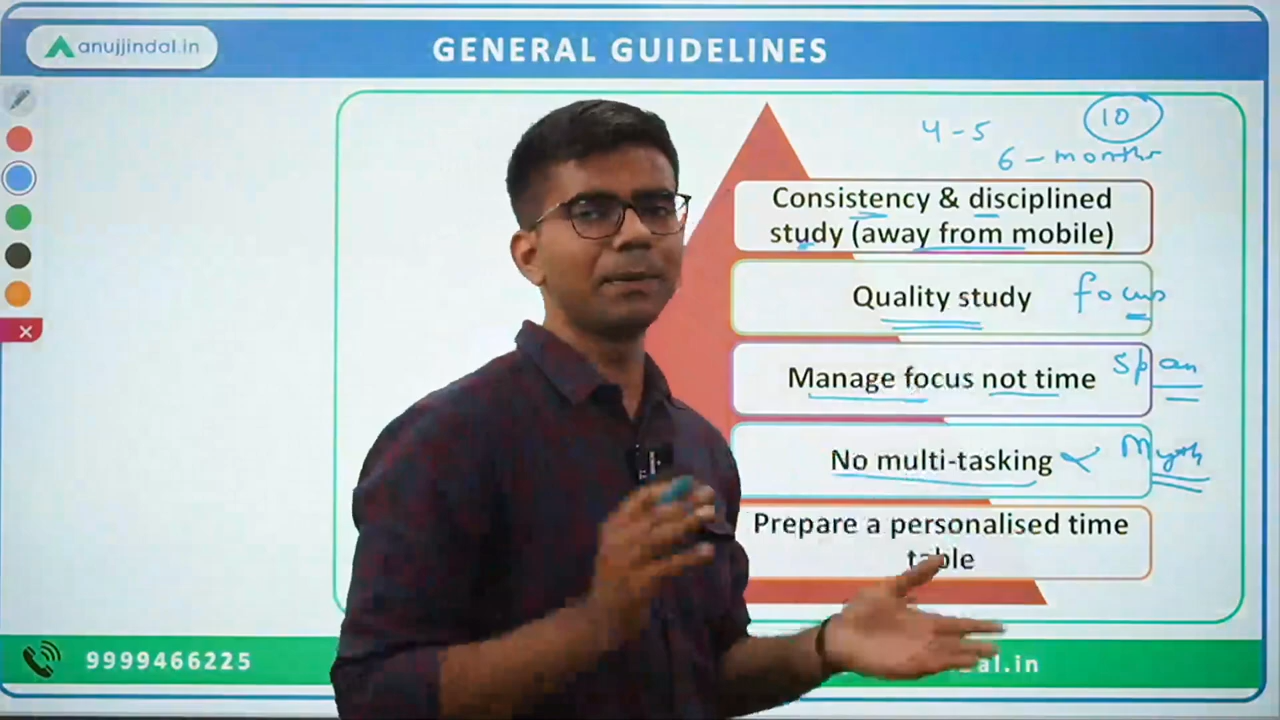 anujjindal.in
GENERAL GUIDELINES
4-5
10
6 - months
Consistency & disciplined
study (away from mobile)
Quality study
focus
Manage focus not time
span
No multi-tasking
Myth
Prepare a personalised time
table
9999466225
dal.in